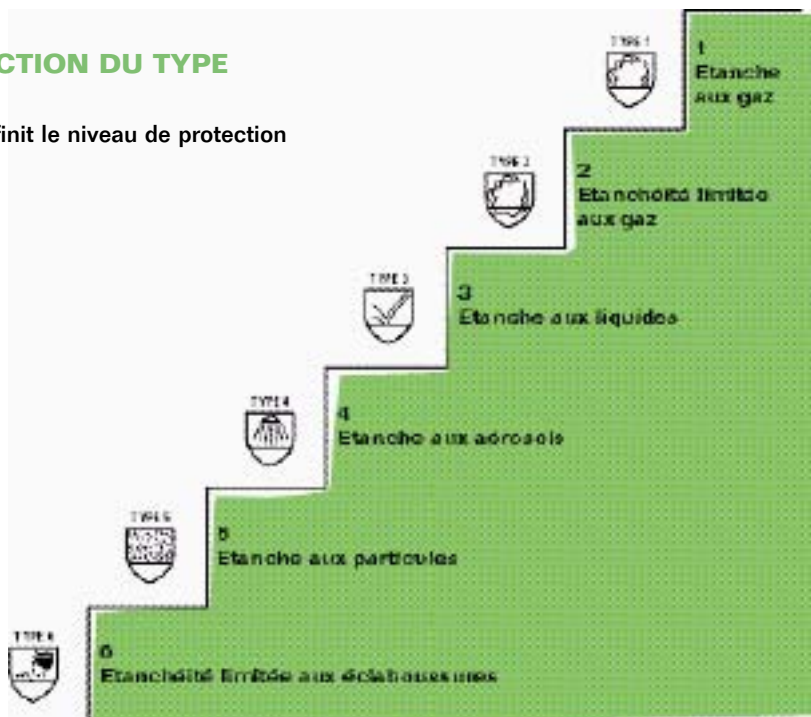 CTION DU TYPE
finit le niveau de protection
TYPE 1
1
Etanche
aux gaz
TYPE 2
2
Etanchéité limitée
aux gaz
TYPE 3
3
Etanche aux liquides
TYPE 4
4
Etanche aux aérosols
TYPE 5
5
Etanche aux particules
TYPE 6
6
Etanchéité limitée aux éclaboussures